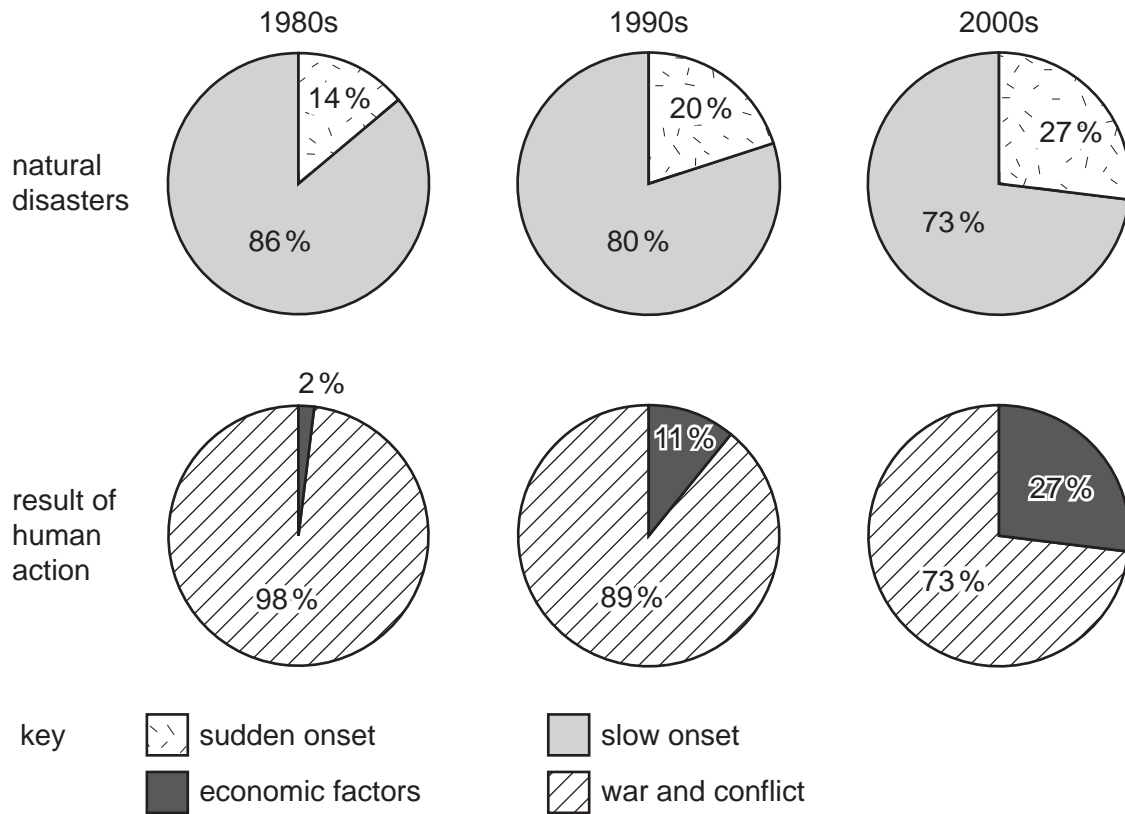 1980s
1990s
2000s
natural
disasters
14 %
86 %
20 %
80 %
27 %
73 %
result of
human
action
2 %
98 %
11 %
89 %
27 %
73 %
key
sudden onset
slow onset
economic factors
war and conflict